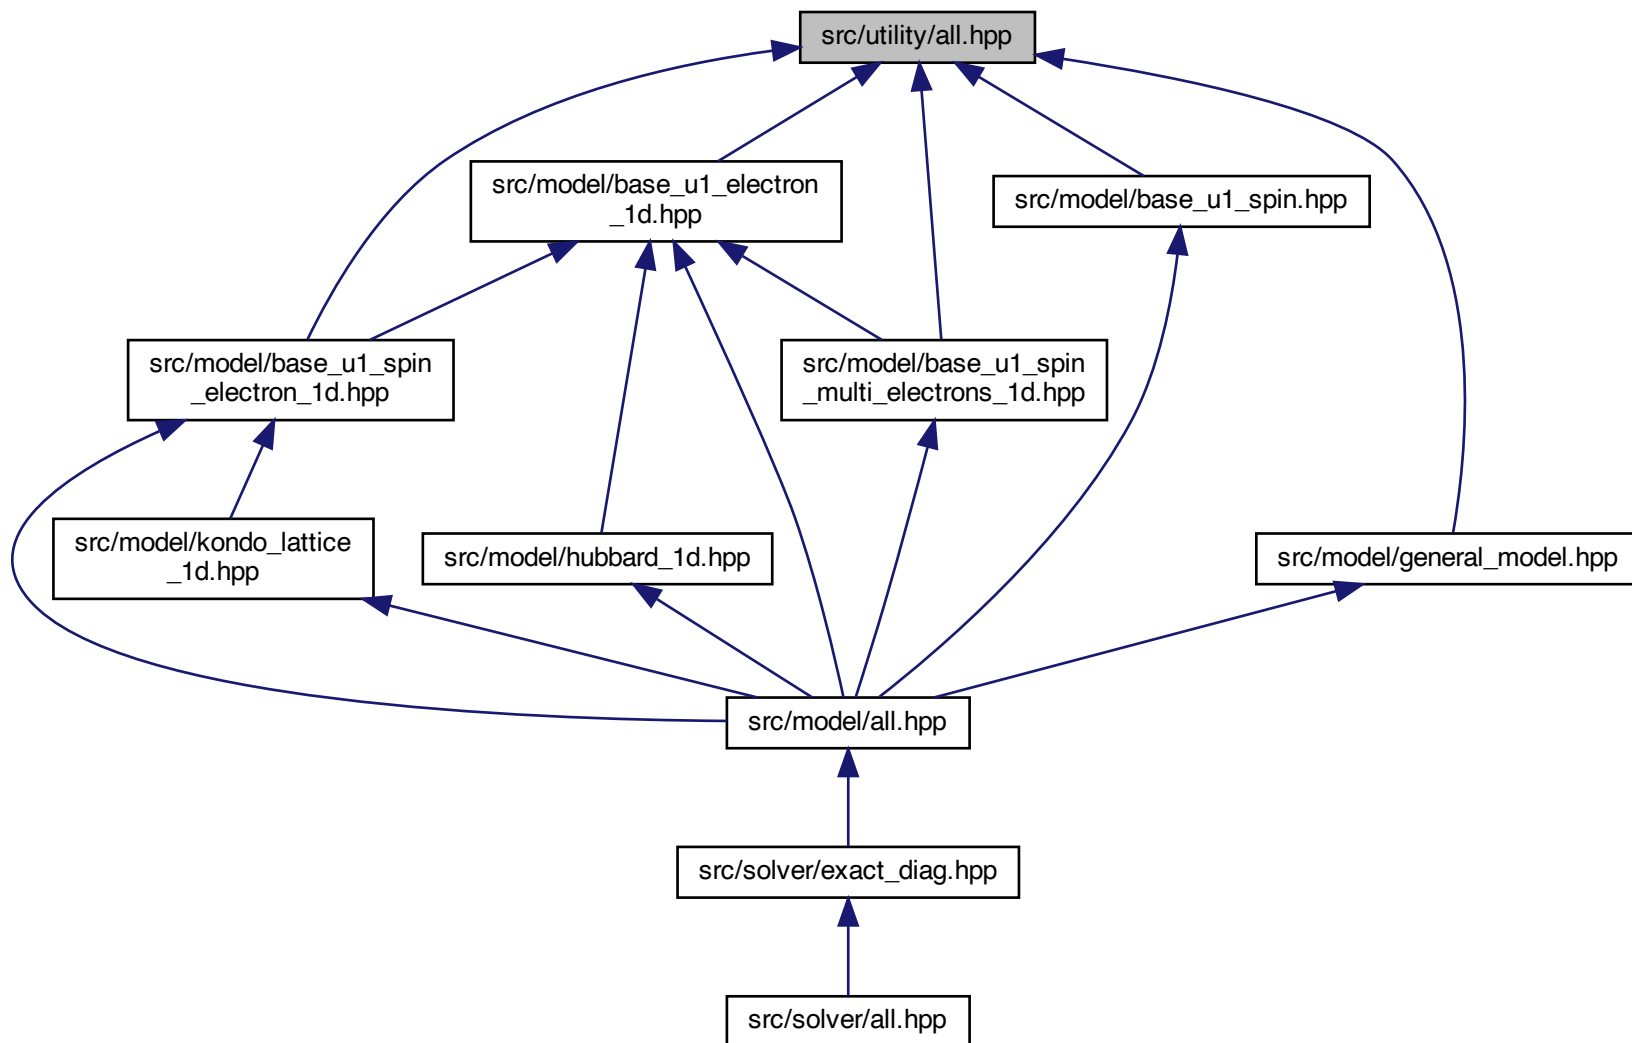 src/utility/all.hpp
src/model/base_u1_electron
_1d.hpp
src/model/base_u1_spin.hpp
src/model/base_u1_spin
_electron_1d.hpp
src/model/base_u1_spin
_multi_electrons_1d.hpp
src/model/kondo_lattice
_1d.hpp
src/model/hubbard_1d.hpp
src/model/general_model.hpp
src/model/all.hpp
src/solver/exact_diag.hpp
src/solver/all.hpp